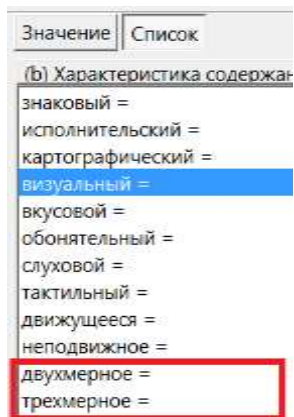 Значение Список
(b) Характеристика содержан
знаковый =
исполнительский =
картографический =
визуальный =
вкусовой =
обонятельный =
слуховой =
тактильный =
движущееся =
неподвижное =
двухмерное =
трехмерное =